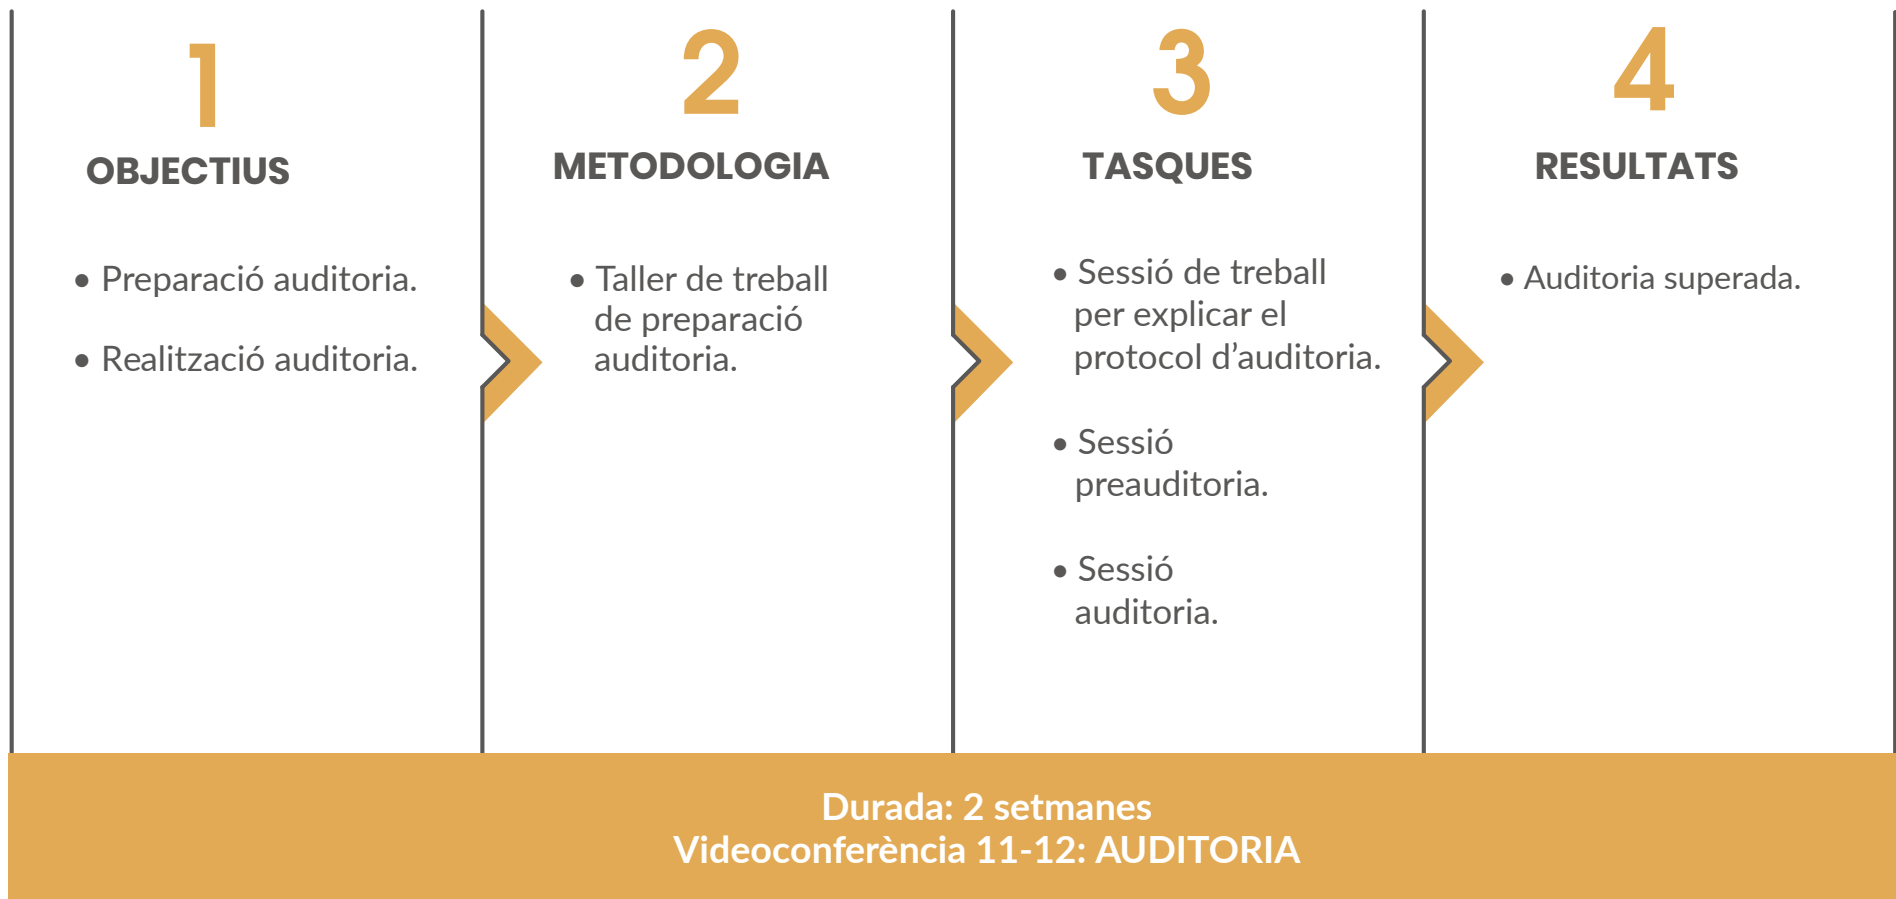 1
OBJECTIUS
• Preparació auditoria.
• Realització auditoria.
2
METODOLOGIA
• Taller de treball
de preparació
auditoria.
3
TASQUES
• Sessió de treball
per explicar el
protocol d’auditoria.
• Sessió
preauditoria.
• Sessió
auditoria.
4
RESULTATS
• Auditoria superada.
Durada: 2 setmanes
Videoconferència 11-12: AUDITORIA